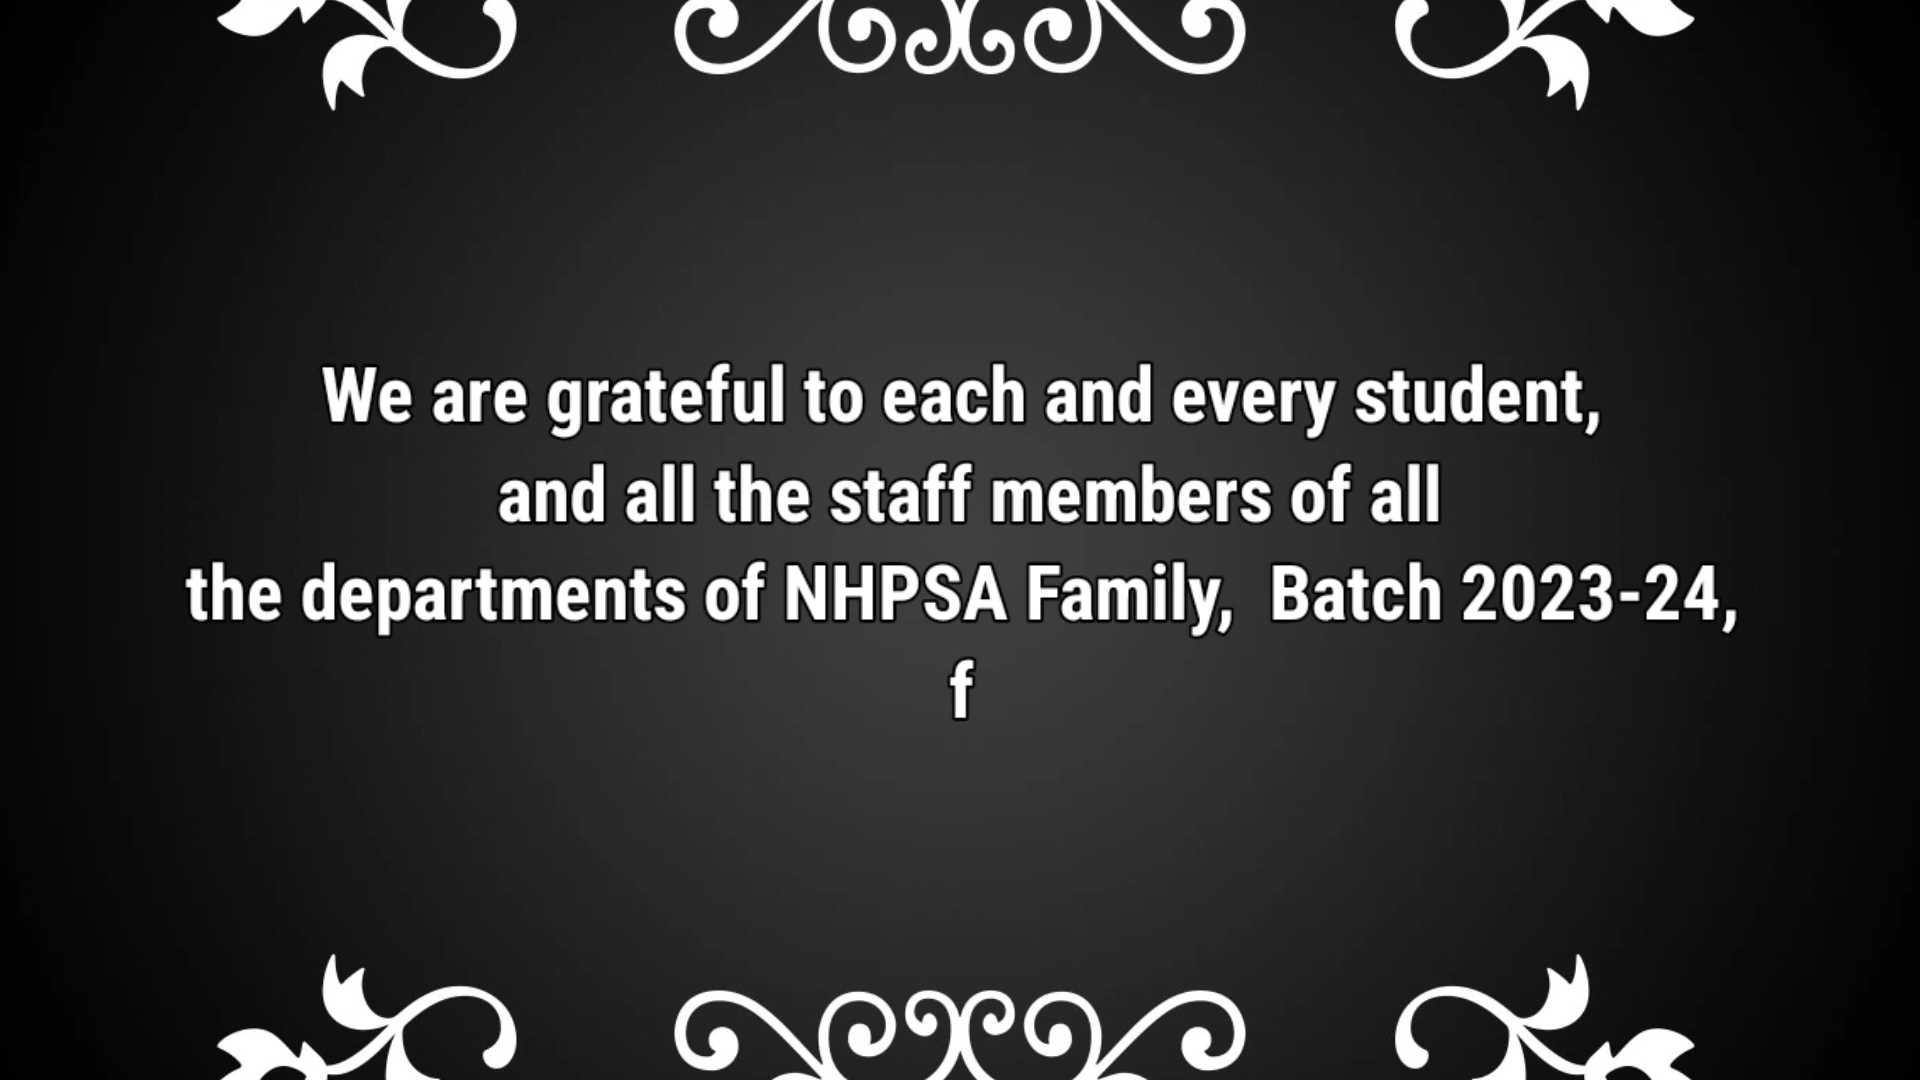 We are grateful to each and every student,
and all the staff members of all
the departments of NHPSA Family,  Batch 2023-24,
f